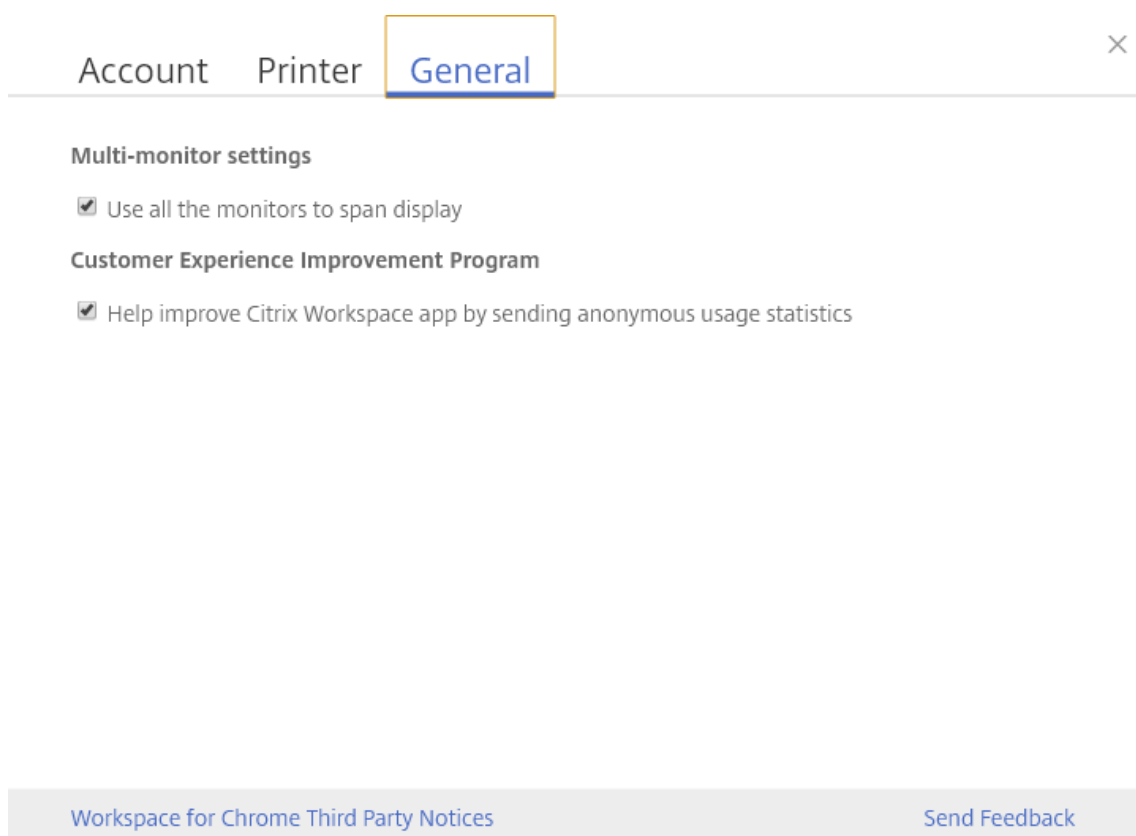 Account Printer General
Multi-monitor settings
Use all the monitors to span display
Customer Experience Improvement Program
Help improve Citrix Workspace app by sending anonymous usage statistics
Workspace for Chrome Third Party Notices Send Feedback